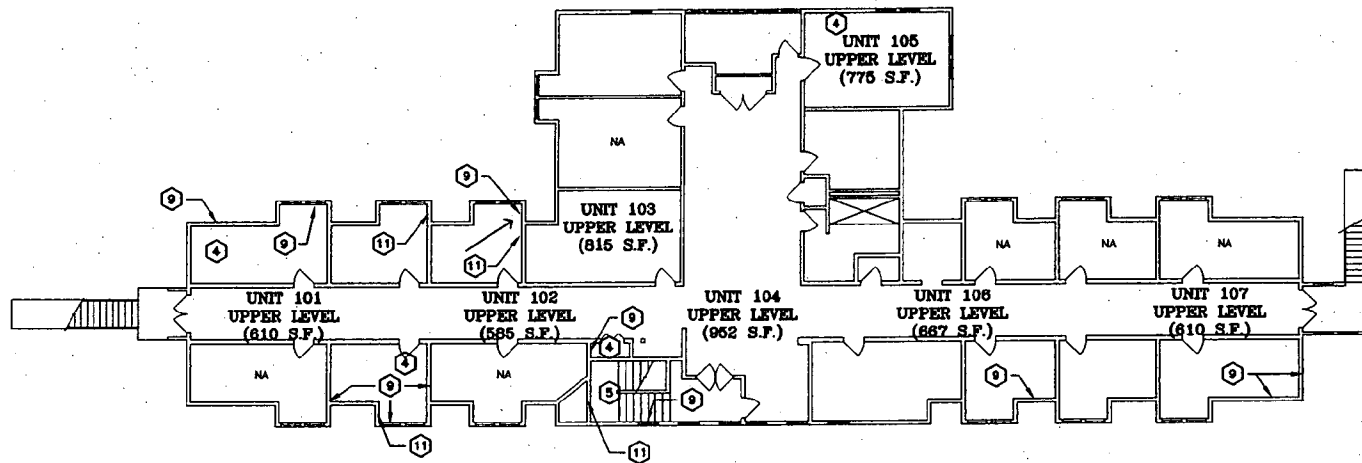 4
UNIT 105
UPPER LEVEL
(775 S.F.)
NA
9
9
UNIT 103
UPPER LEVEL
(815 S.F.)
4
9
11
11
NA
NA
NA
UNIT 101
UPPER LEVEL
(610 S.F.)
UNIT 102
UPPER LEVEL
(585 S.F.)
UNIT 104
UPPER LEVEL
(952 S.F.)
UNIT 106
UPPER LEVEL
(667 S.F.)
UNIT 107
UPPER LEVEL
(610 S.F.)
9
4
4
NA
9
NA
5
9
9
9
11
11